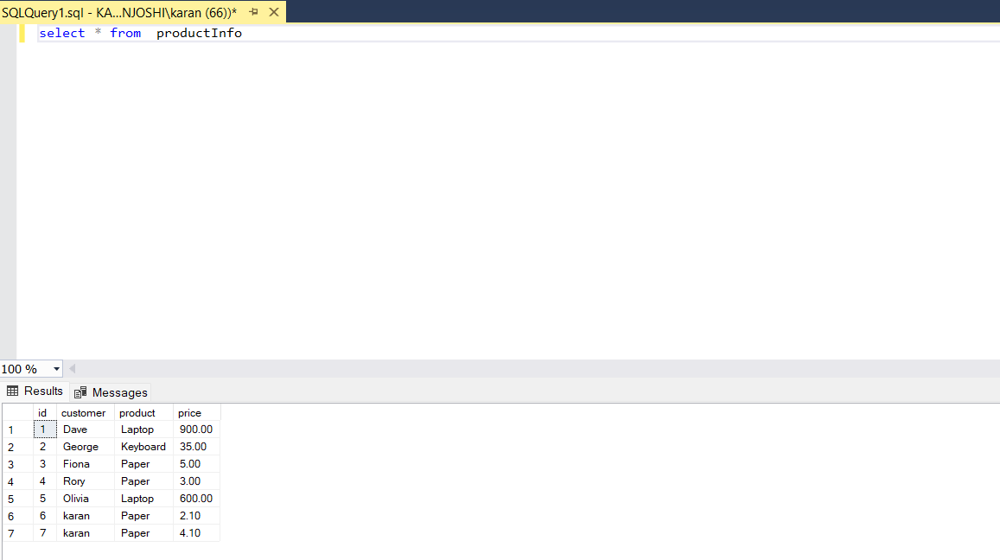 SQLQuery1.sql - KA...NJOSHI\karan (66))*
select * from  productInfo
100 %
Results Messages
id customer product price
1 1 Dave Laptop 900.00
2 2 George Keyboard 35.00
3 3 Fiona Paper 5.00
4 4 Rory Paper 3.00
5 5 Olivia Laptop 600.00
6 6 karan Paper 2.10
7 7 karan Paper 4.10